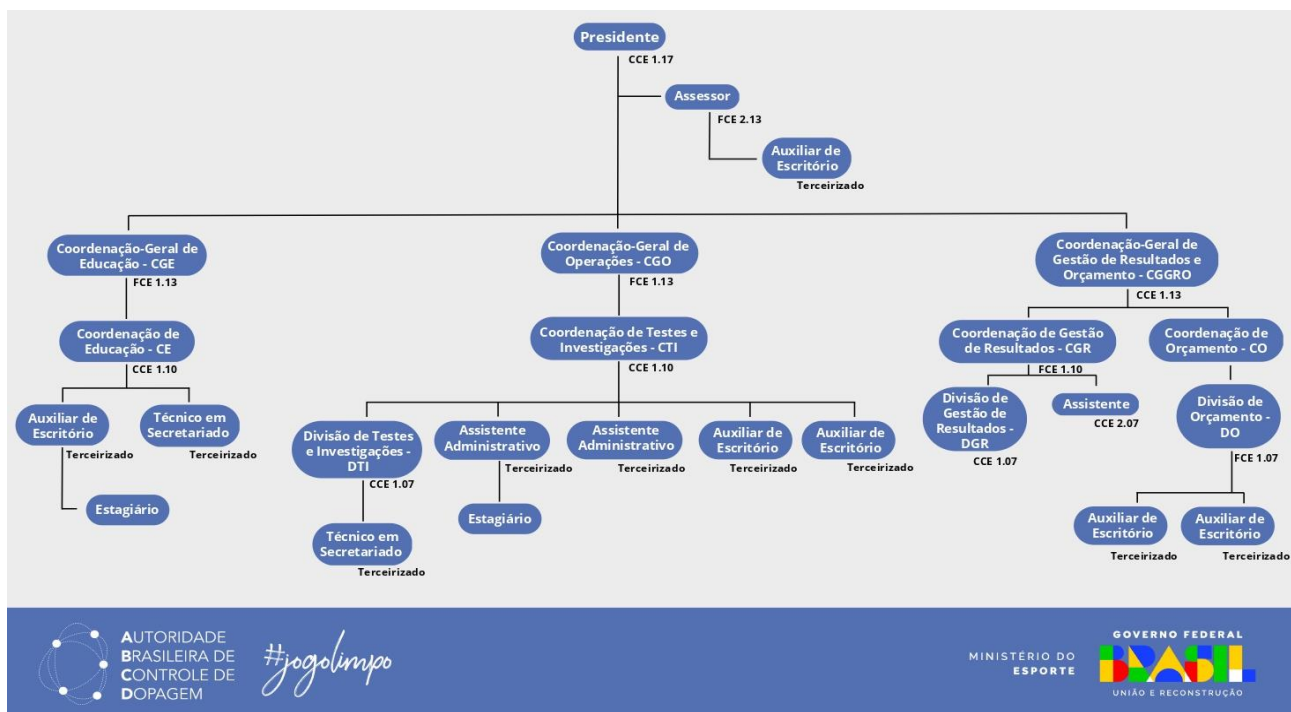 Presidente
CCE 1.17
Assessor
FCE 2.13
Auxiliar de
Escritório
Terceirizado
Coordenação-Geral de
Educação - CGE
FCE 1.13
Coordenação-Geral de
Operações - CGO
FCE 1.13
Coordenação-Geral de
Gestão de Resultados e
Orçamento - CGGRO
CCE 1.13
Coordenação de
Educação - CE
CCE 1.10
Coordenação de Testes e
Investigações - CTI
CCE 1.10
Coordenação de Gestão
de Resultados - CGR
FCE 1.10
Coordenação de
Orçamento - CO
Auxiliar de
Escritório
Terceirizado
Técnico em
Secretariado
Terceirizado
Estagiário
Divisão de Testes
e Investigações -
DTI
CCE 1.07
Assistente
Administrativo
Terceirizado
Assistente
Administrativo
Terceirizado
Auxiliar de
Escritório
Terceirizado
Auxiliar de
Escritório
Terceirizado
Técnico em
Secretariado
Terceirizado
Estagiário
Divisão de
Gestão de
Resultados -
DGR
CCE 1.07
Assistente
CCE 2.07
Divisão de
Orçamento -
DO
FCE 1.07
Auxiliar de
Escritório
Terceirizado
Auxiliar de
Escritório
Terceirizado
AUTORIDADE
BRASILEIRA DE
CONTROLE DE
DOPAGEM
#jogolimpo
MINISTÉRIO DO
ESPORTE
GOVERNO FEDERAL
BRASIL
UNIÃO E RECONSTRUÇÃO